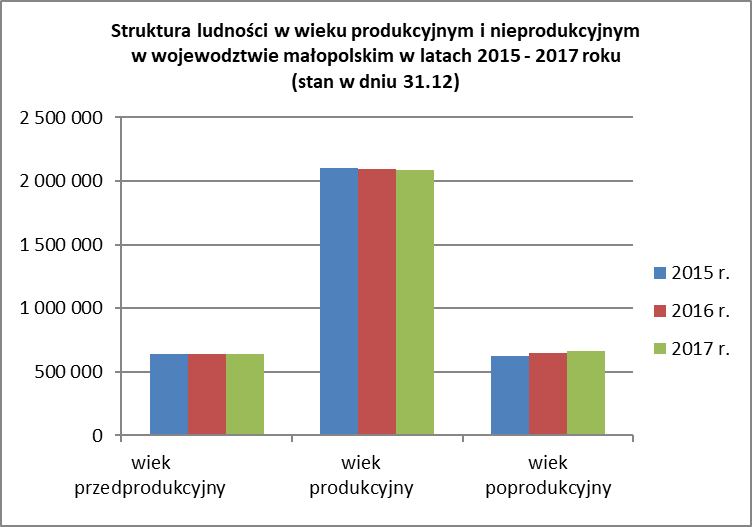 Struktura ludności w wieku produkcyjnym i nieprodukcyjnym
w wojewodztwie małopolskim w latach 2015 - 2017 roku
(stan w dniu 31.12)
2 500 000
2 000 000
1 500 000
1 000 000
500 000
0
wiek
przedprodukcyjny
wiek
produkcyjny
wiek
poprodukcyjny
2015 r.
2016 r.
2017 r.